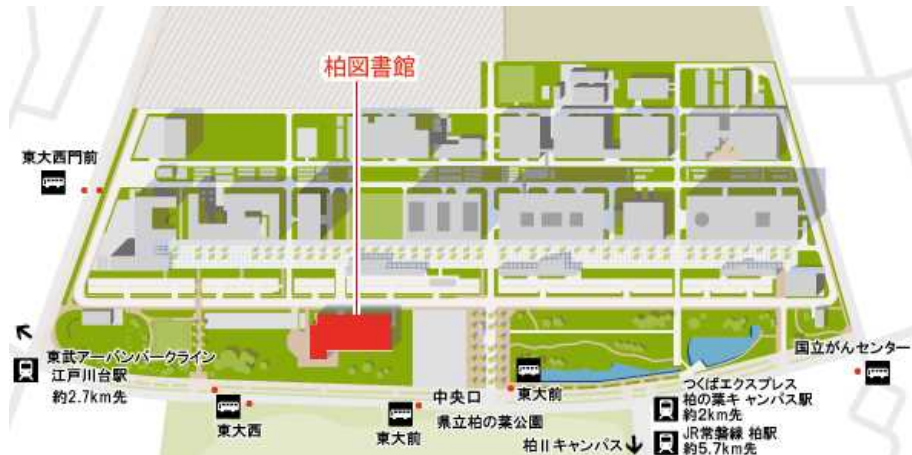 柏図書館
東大西門前
東武アーバンパークライン
江戸川台駅
約2.7km先
東大西
東大前
中央口
県立柏の葉公園
東大前
柏Ⅱキャンパス
つくばエクスプレス
柏の葉キャンパス駅
約2km先
JR常磐線 柏駅
約5.7km先
国立がんセンター